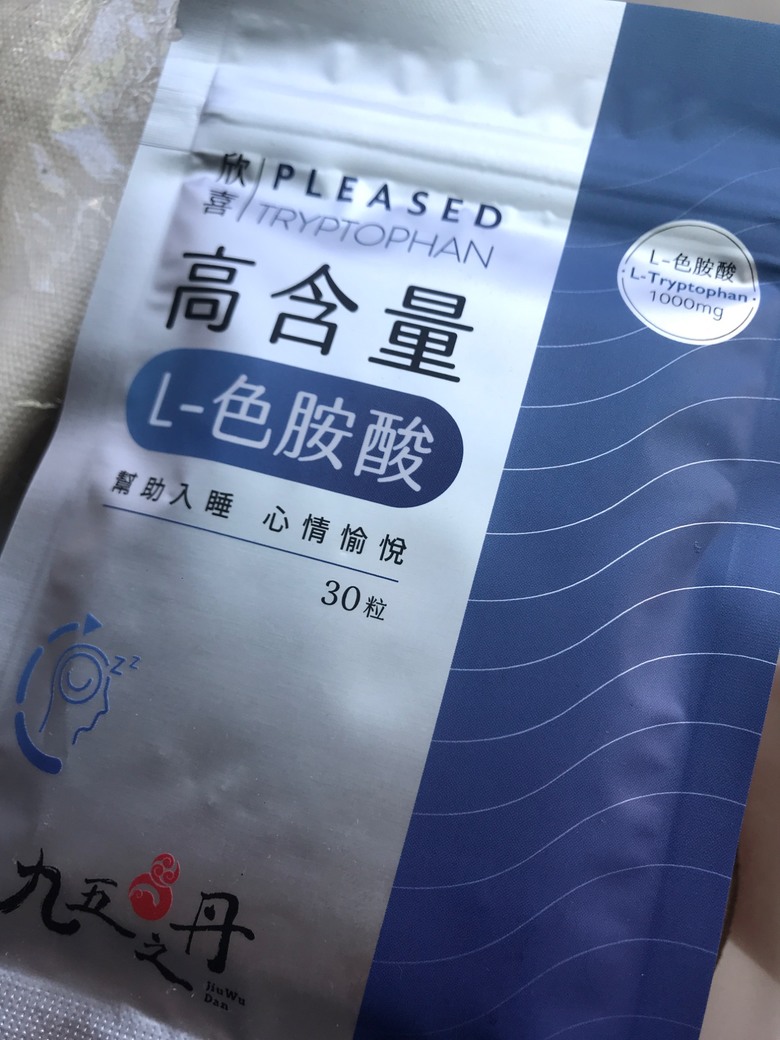 欣喜 PLEASED
TRYPTOPHAN
高含量
L-色胺酸
幫助入睡 心情愉悅
30粒
L-色胺酸
L-Tryptophan
1000mg
zz
九五之丹
JiuWu
Dan